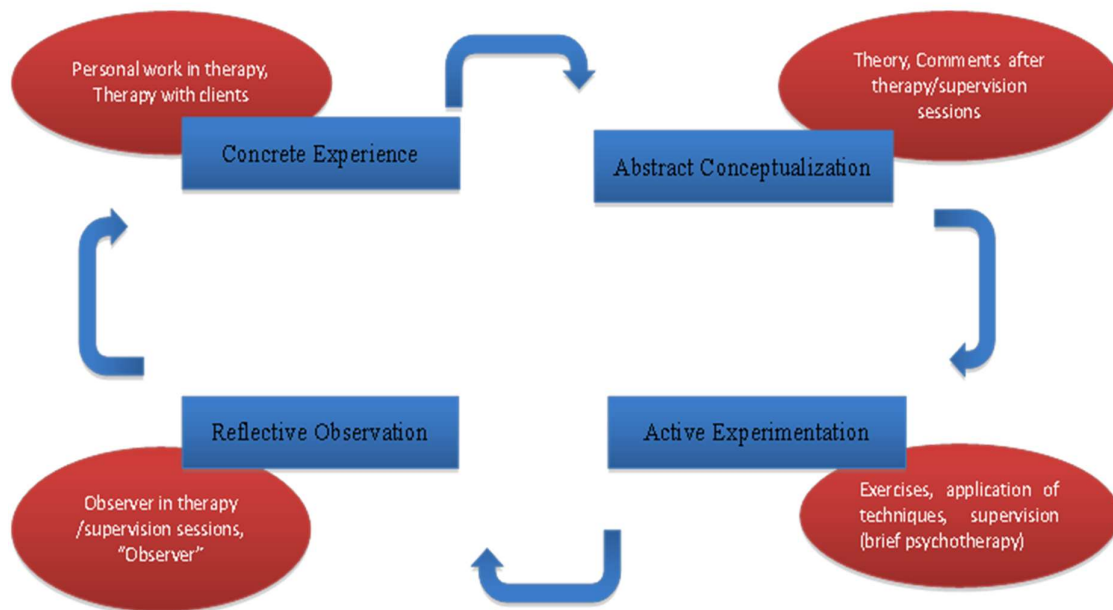 Personal work in therapy,
Therapy with clients
Concrete Experience
Theory, Comments after
therapy/supervision
sessions
Abstract Conceptualization
Reflective Observation
Observer in therapy
/supervision sessions,
“Observer”
Active Experimentation
Exercises, application of
techniques, supervision
(brief psychotherapy)